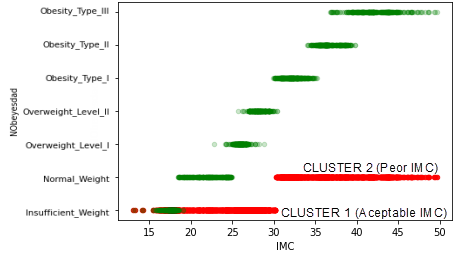 Obesity_Type_III
Obesity_Type_II
Obesity_Type_I
Overweight_Level_II
Overweight_Level_I
Normal_Weight
Insufficient_Weight
NObeyesdad
CLUSTER 2 (Peor IMC)
CLUSTER 1 (Aceptable IMC)
15 20 25 30 35 40 45 50
IMC